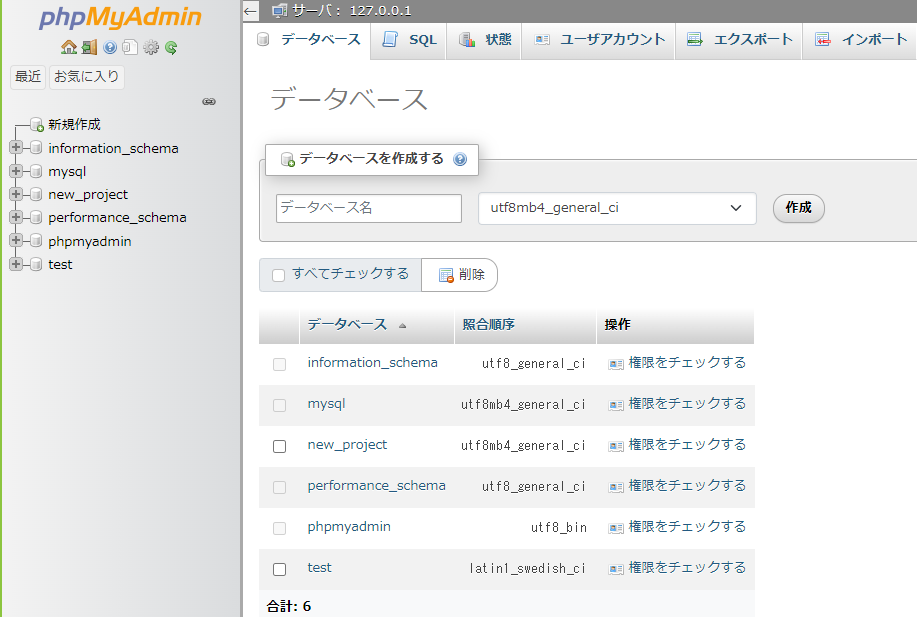 phpMyAdmin
最近 お気に入り
新規作成
information_schema
mysql
new_project
performance_schema
phpmyadmin
test
サーバ： 127.0.0.1
データベース SQL 状態 ユーザアカウント エクスポート インポート
データベース
データベースを作成する
データベース名 utf8mb4_general_ci 作成
すべてチェックする 削除
データベース 照合順序 操作
information_schema utf8_general_ci 権限をチェックする
mysql utf8mb4_general_ci 権限をチェックする
new_project utf8mb4_general_ci 権限をチェックする
performance_schema utf8_general_ci 権限をチェックする
phpmyadmin utf8_bin 権限をチェックする
test latin1_swedish_ci 権限をチェックする
合計: 6